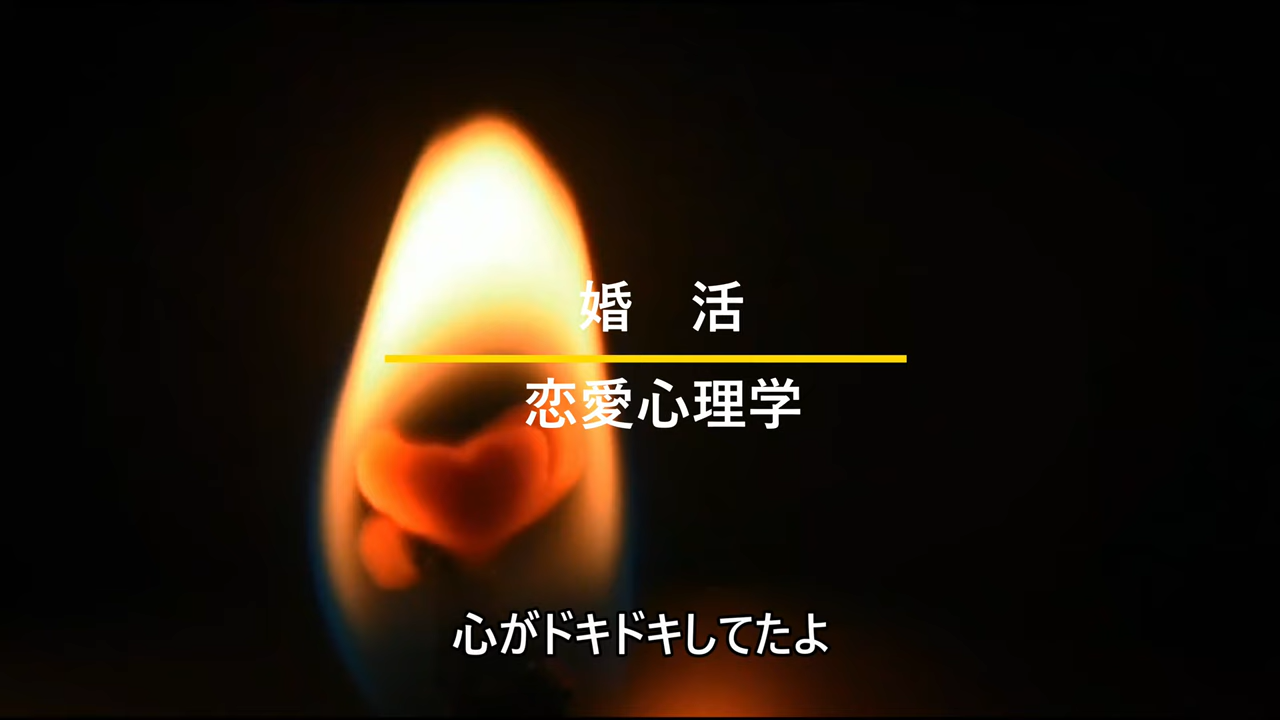 婚　活
恋愛心理学
心がドキドキしてたよ